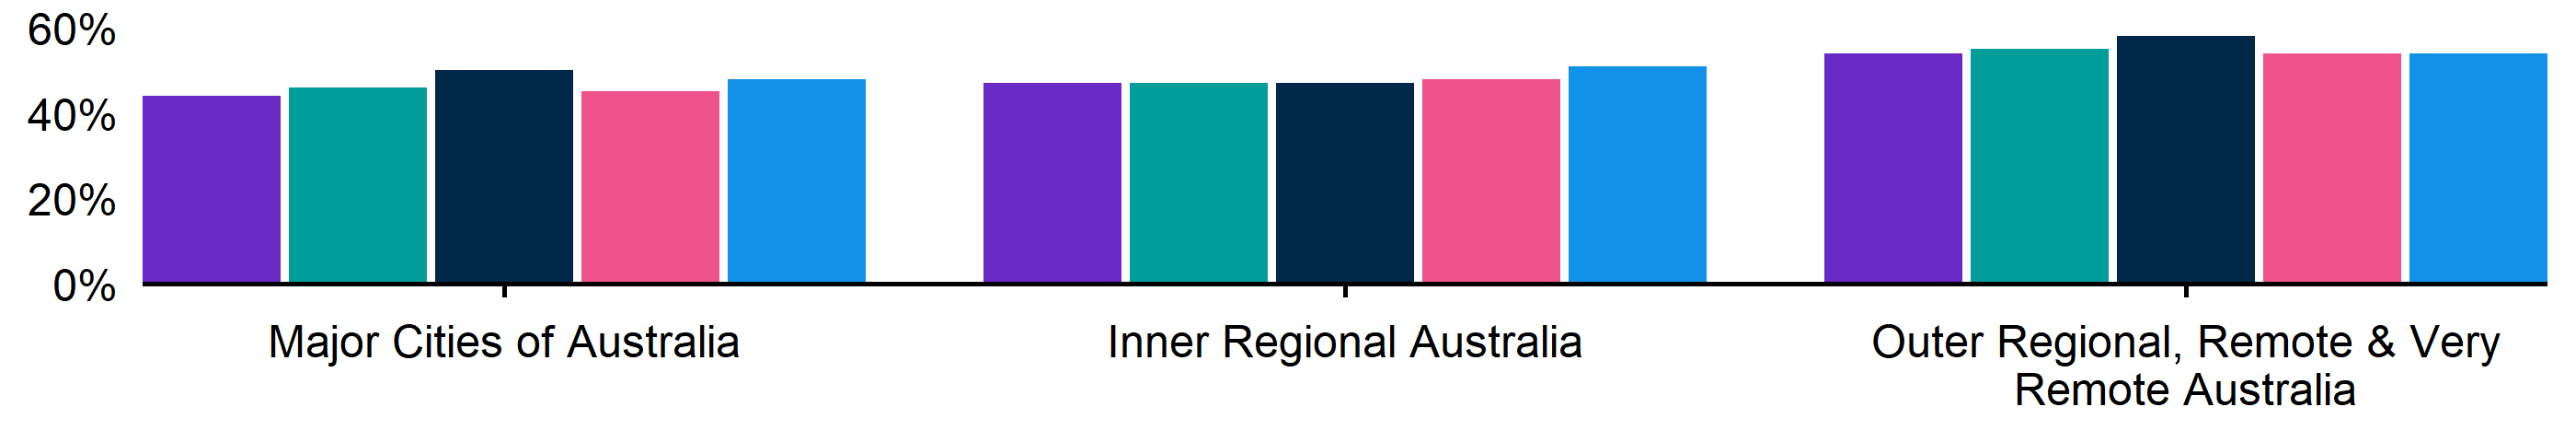 60%
40%
20%
0%
Major Cities of Australia
Inner Regional Australia
Outer Regional, Remote & Very
Remote Australia